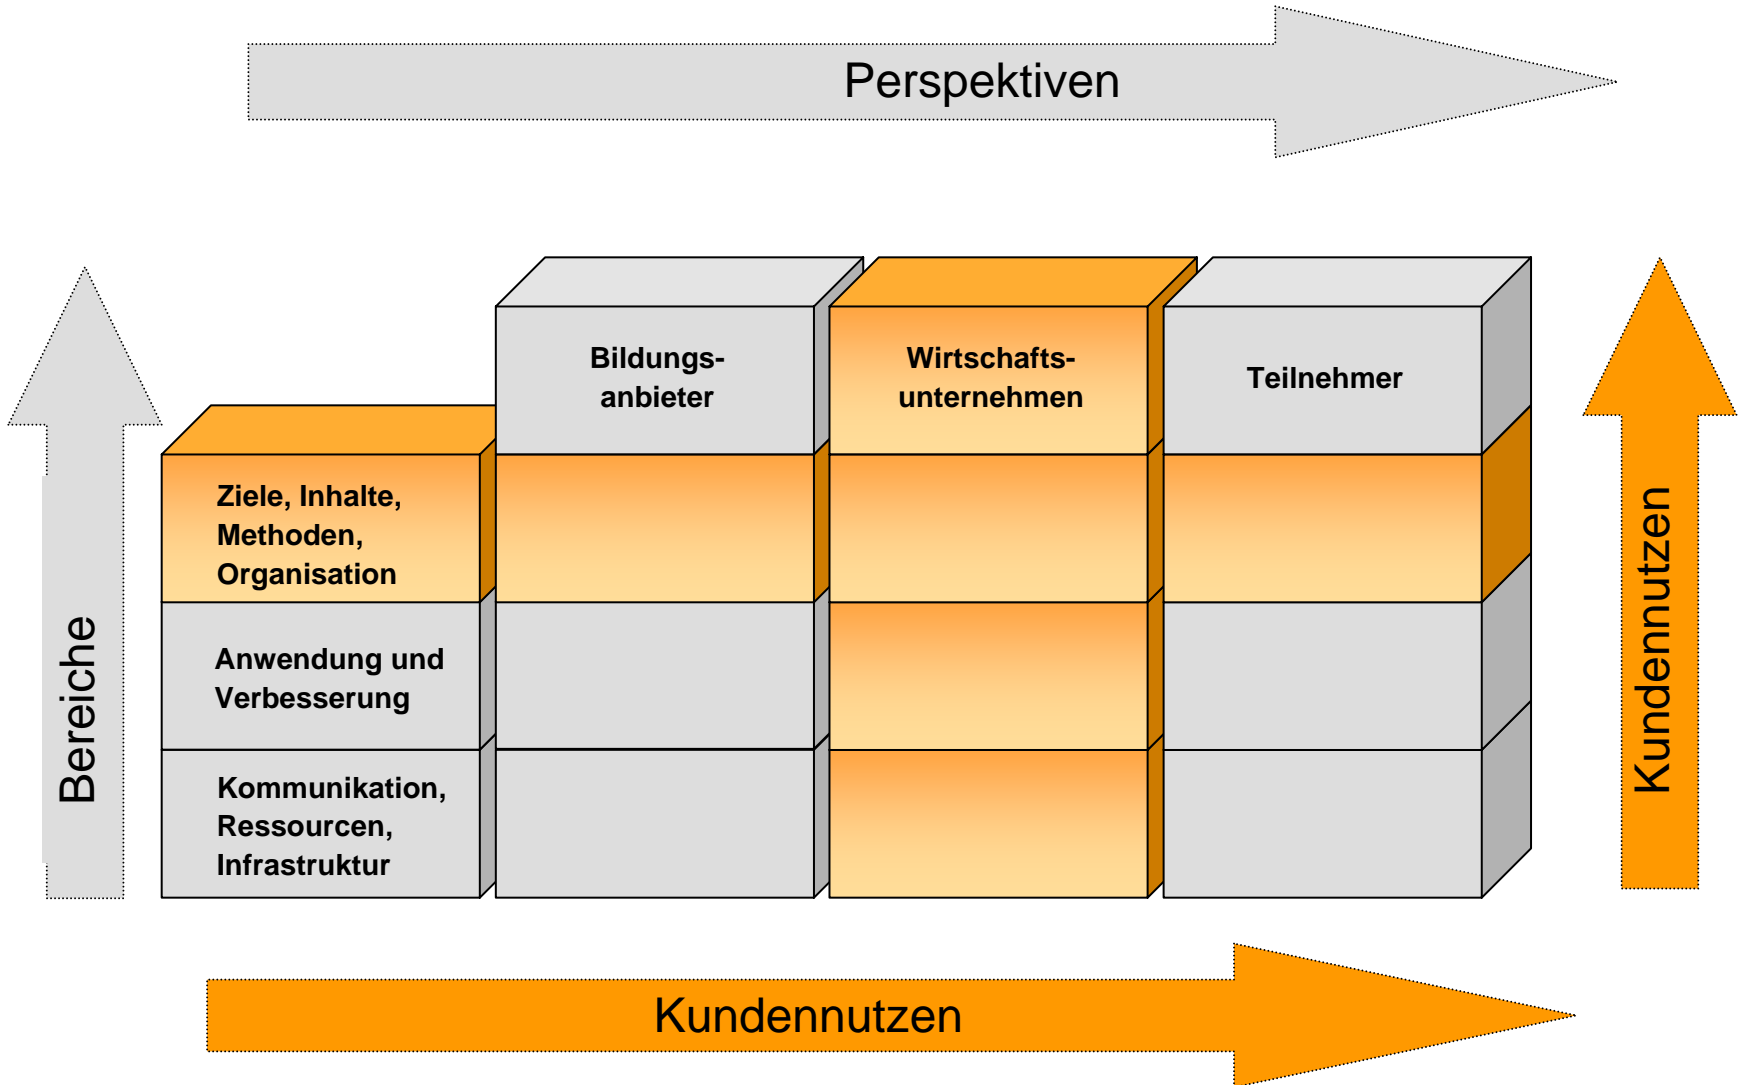 Perspektiven
Bildungs-
anbieter
Wirtschafts-
unternehmen
Teilnehmer
Ziele, Inhalte,
Methoden,
Organisation
Anwendung und
Verbesserung
Kommunikation,
Ressourcen,
Infrastruktur
Bereiche
Kundennutzen
Kundennutzen